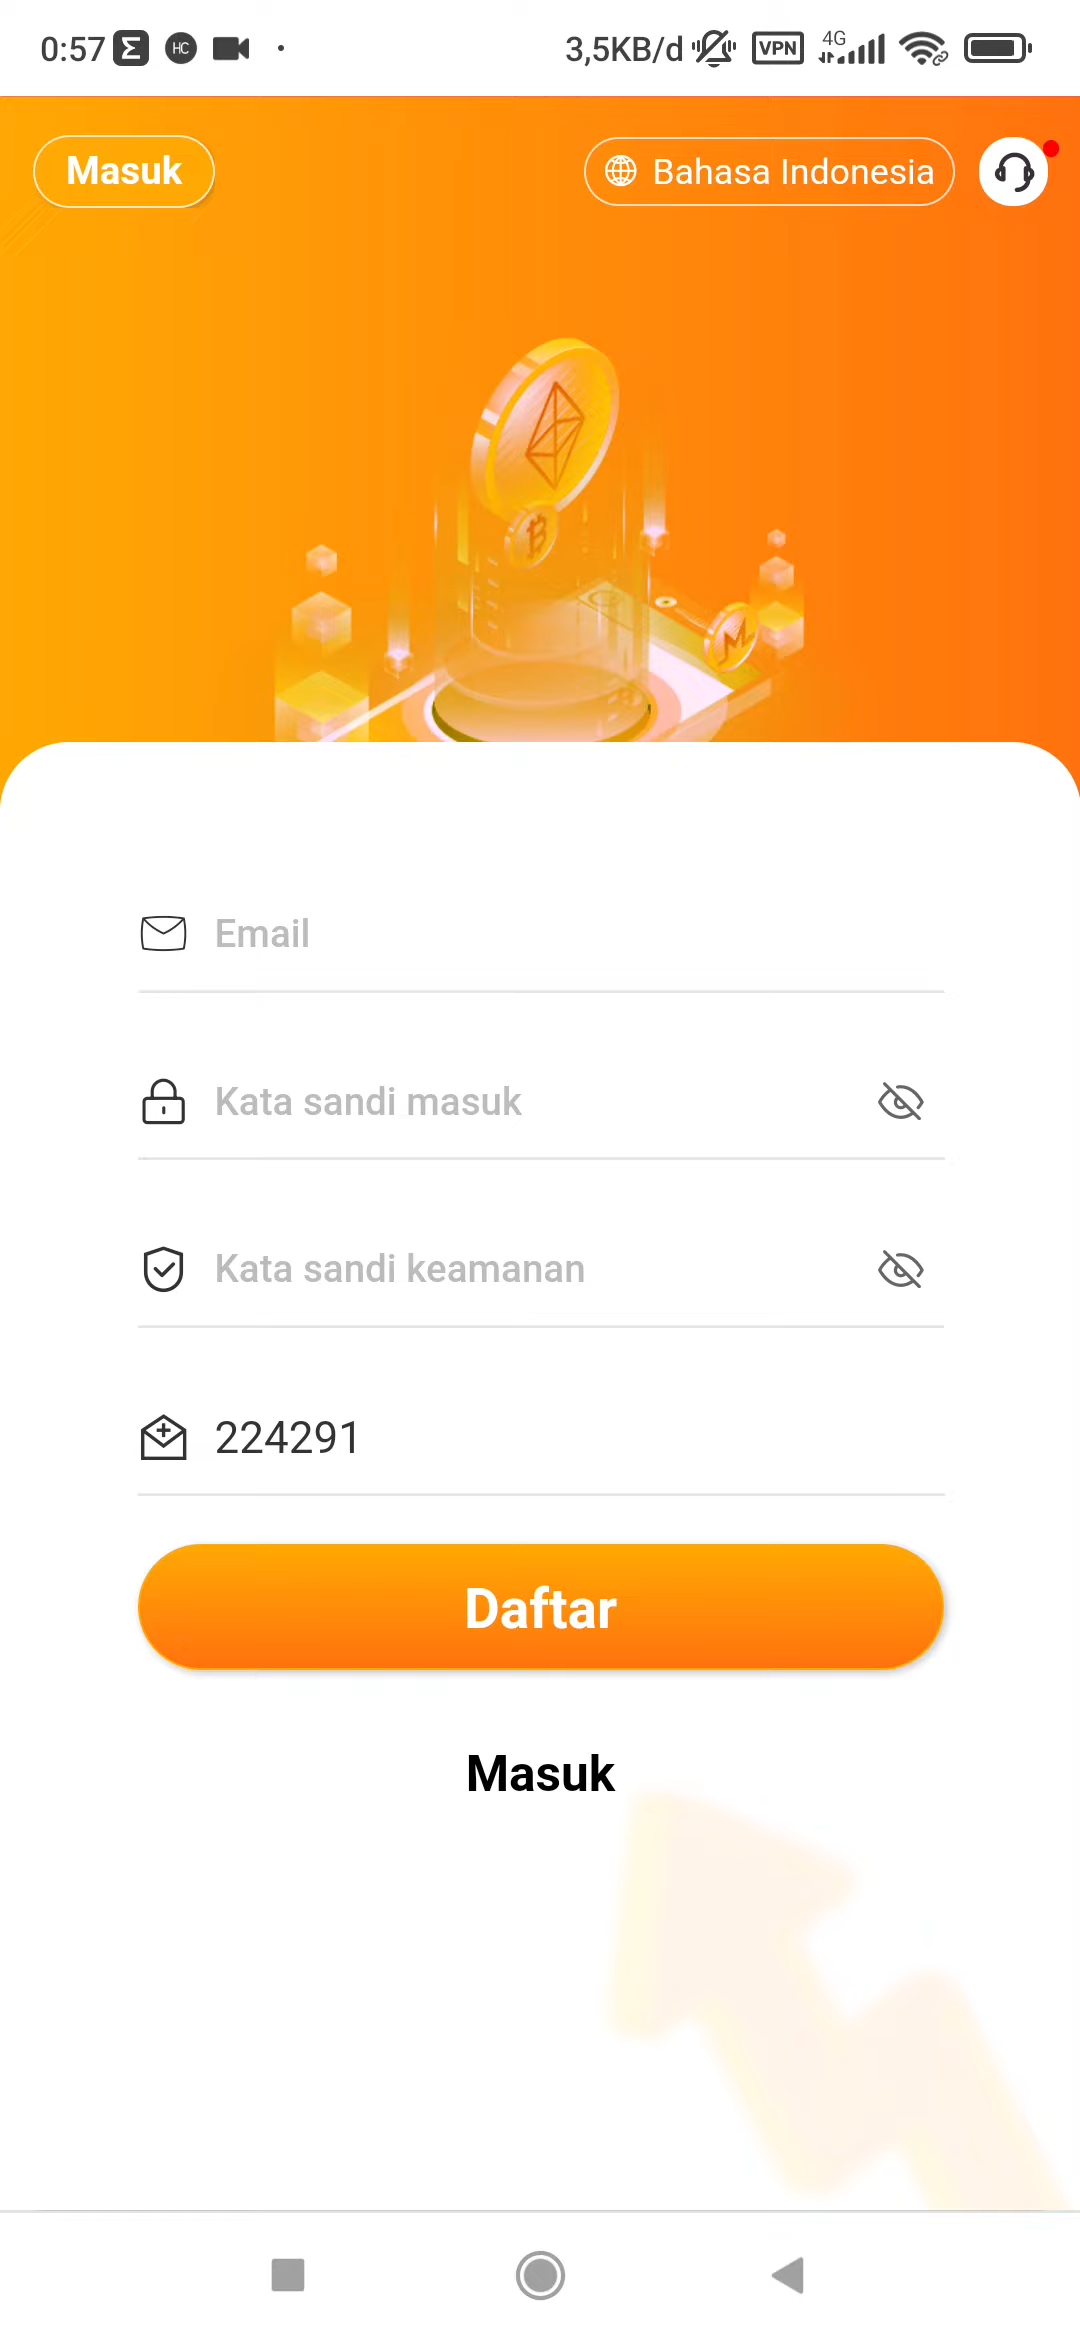 0:57 HC 3,5KB/d VPN 4G
Masuk
Bahasa Indonesia
Email
Kata sandi masuk
Kata sandi keamanan
224291
Daftar
Masuk